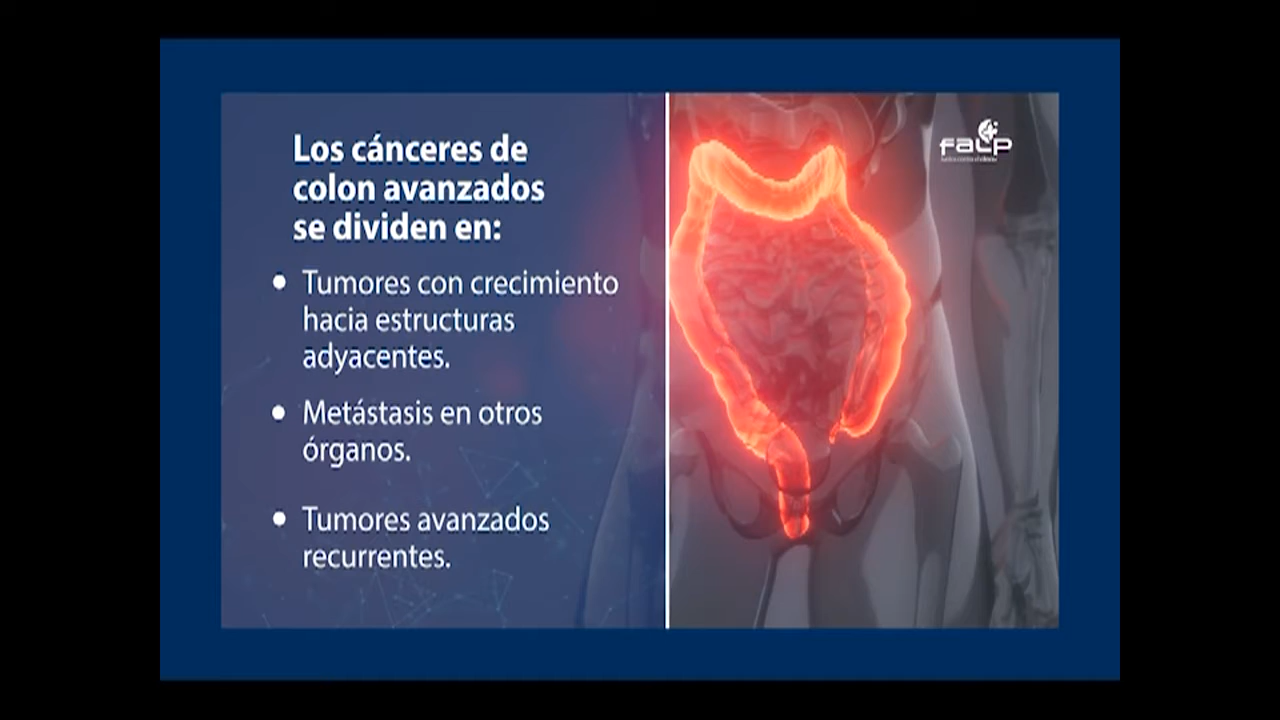 Los cánceres de
colon avanzados
se dividen en:
• Tumores con crecimiento
hacia estructuras
adyacentes.
• Metástasis en otros
órganos.
• Tumores avanzados
recurrentes.
falp